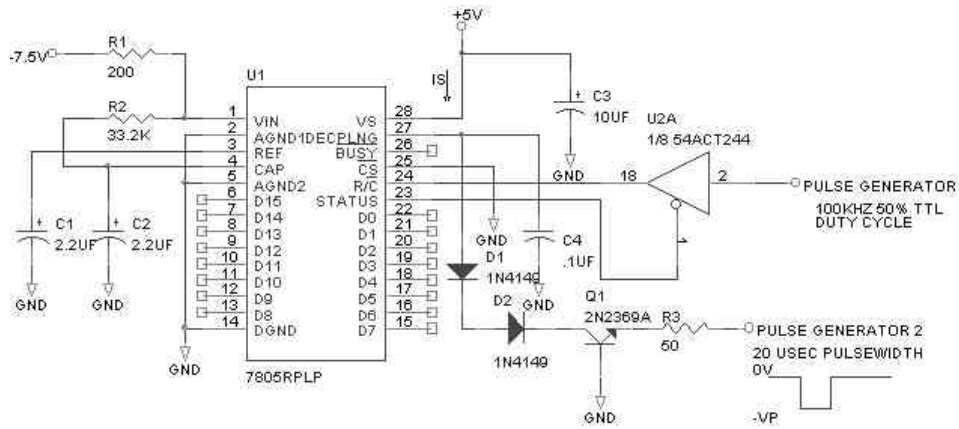 +5V
-7.5V
R1
200
U1
IS
R2
33.2K
C3
10UF
GND
U2A
1/8 54ACT244
1
2
3
4
5
6
7
8
9
10
11
12
13
14
VIN
AGND1
REF
CAP
AGND2
D15
D14
D13
D12
D11
D10
D9
D8
DGND
VS
DECPLNG
BUSY
CS
R/C
STATUS
D0
D1
D2
D3
D4
D5
D6
D7
28
27
26
25
24
23
22
21
20
19
18
17
16
15
7805RPLP
18
2
PULSE GENERATOR
100KHZ 50% TTL
DUTY CYCLE
C1
2.2UF
C2
2.2UF
GND
GND
GND
GND
C4
.1UF
GND
D1
1N4149
D2
1N4149
Q1
2N2369A
GND
R3
50
PULSE GENERATOR 2
20 USEC PULSEWIDTH
0V
-VP